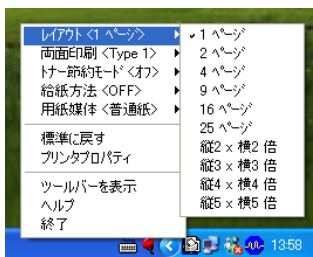 レイアウト <1 ページ>
両面印刷 <Type 1>
トナー節約モード <オフ>
給紙方法 <OFF>
用紙媒体 <普通紙>
標準に戻す
プリンタプロパティ
ツールバーを表示
ヘルプ
終了
1 ページ
2 ページ
4 ページ
9 ページ
16 ページ
25 ページ
縦2 × 横2 倍
縦3 × 横3 倍
縦4 × 横4 倍
縦5 × 横5 倍
13:58